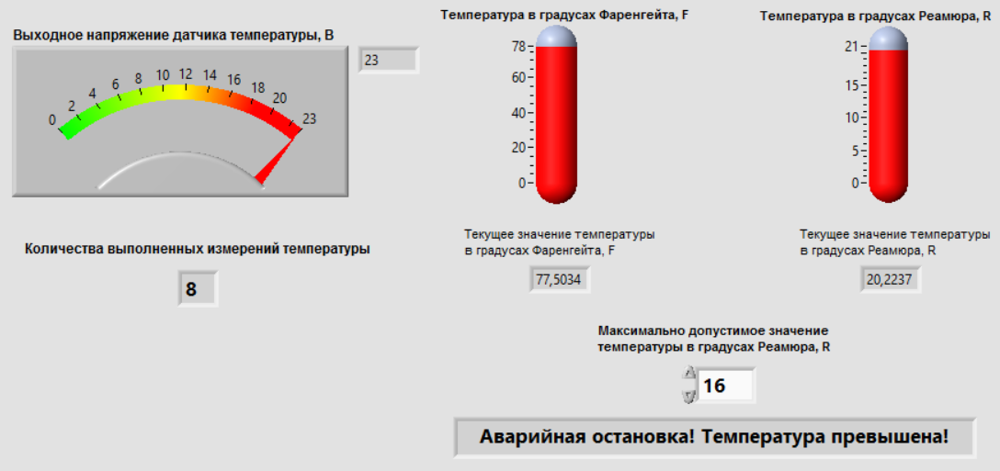 Температура в градусах Фаренгейта, F
Температура в градусах Реамюра, R
Выходное напряжение датчика температуры, В
23
0 2 4 6 8 10 12 14 16 18 20 23
78
60
40
20
0
21
15
10
5
0
Количества выполненных измерений температуры
8
Текущее значение температуры
в градусах Фаренгейта, F
77,5034
Текущее значение температуры
в градусах Реамюра, R
20,2237
Максимально допустимое значение
температуры в градусах Реамюра, R
16
Аварийная остановка! Температура превышена!